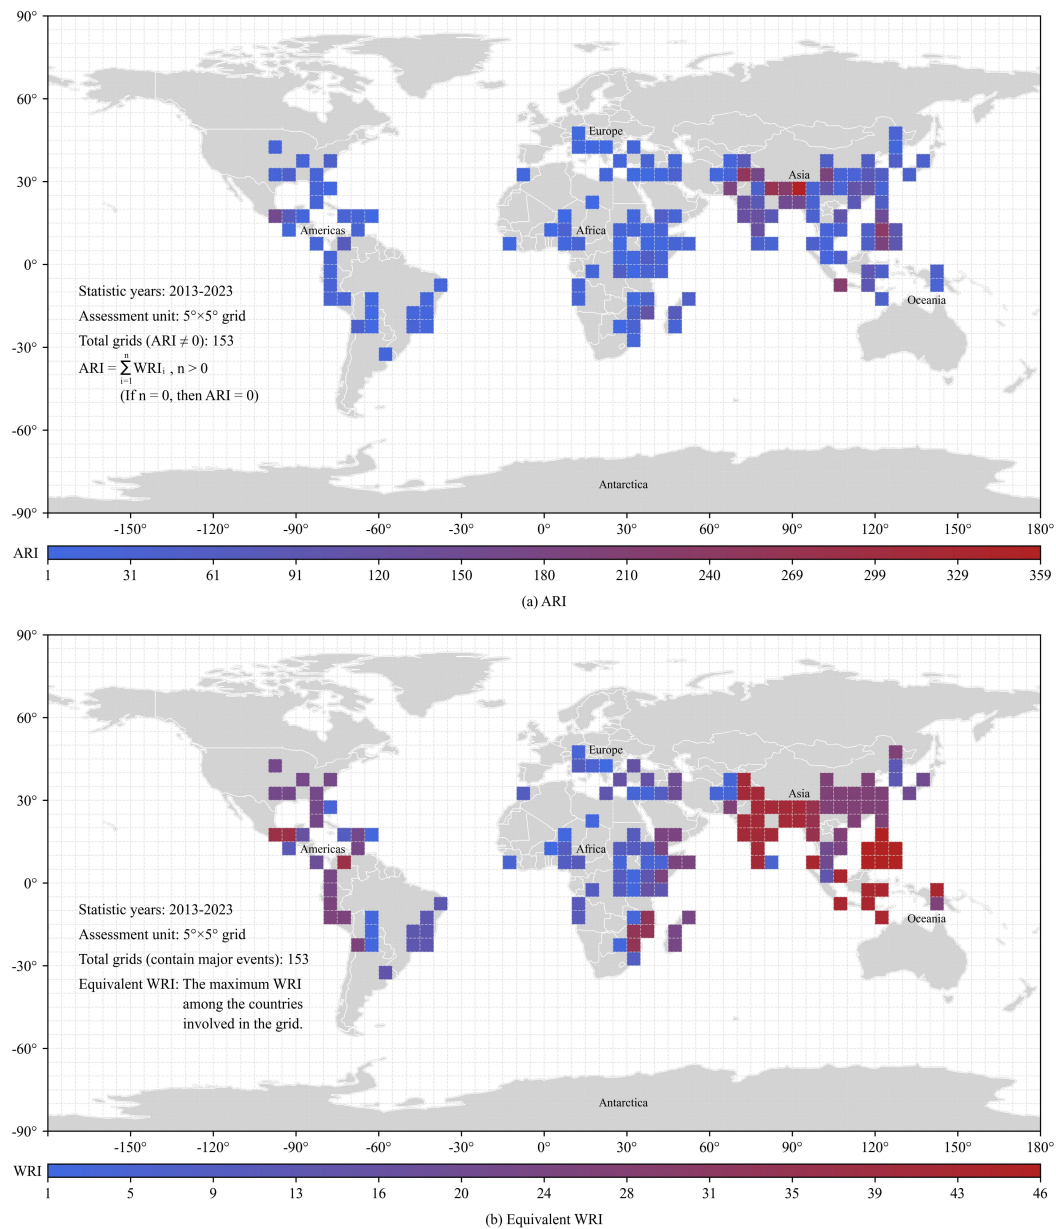 90°
60°
30°
0°
-30°
-60°
-90°
Europe
Asia
Americas
Africa
Oceania
Antarctica
Statistic years: 2013-2023
Assessment unit: 5°×5° grid
Total grids (ARI ≠ 0): 153
ARI = n Σ i=1 WRIᵢ , n > 0
(If n = 0, then ARI = 0)
-150° -120° -90° -60° -30° 0° 30° 60° 90° 120° 150° 180°
ARI
1 31 61 91 120 150 180 210 240 269 299 329 359
(a) ARI
90°
60°
30°
0°
-30°
-60°
-90°
Europe
Asia
Americas
Africa
Oceania
Antarctica
Statistic years: 2013-2023
Assessment unit: 5°×5° grid
Total grids (contain major events): 153
Equivalent WRI: The maximum WRI
among the countries
involved in the grid.
-150° -120° -90° -60° -30° 0° 30° 60° 90° 120° 150° 180°
WRI
1 5 9 13 16 20 24 28 31 35 39 43 46
(b) Equivalent WRI